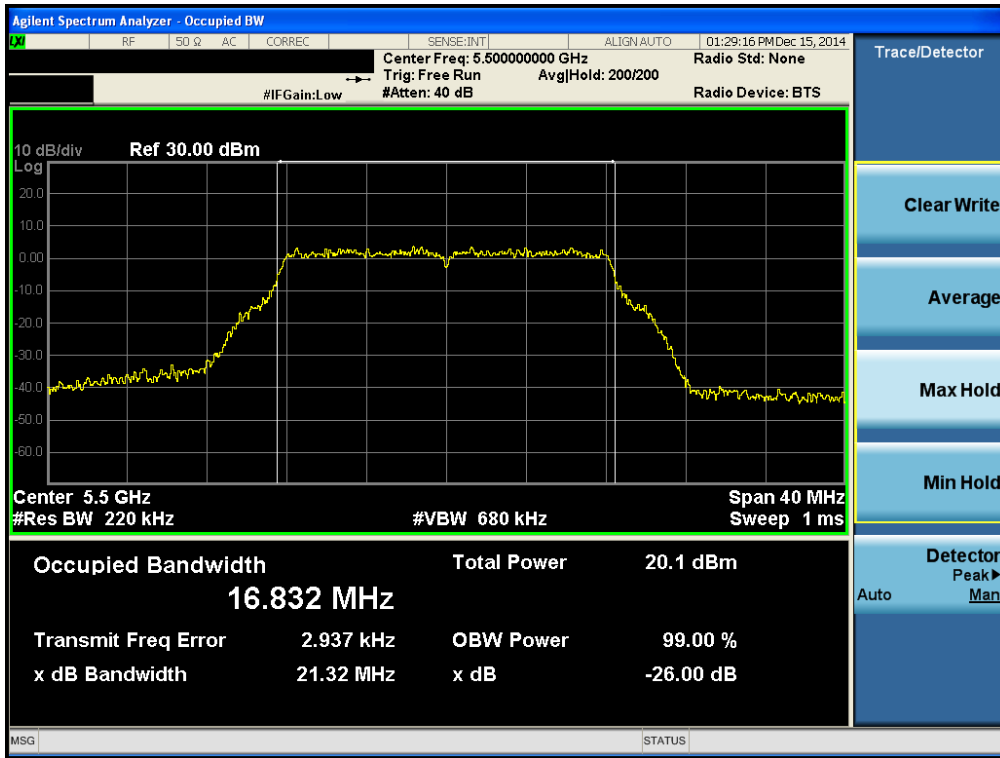 Agilent Spectrum Analyzer - Occupied BW
LXI RF 50 Ω AC CORREC SENSE:INT ALIGN AUTO 01:29:16 PM Dec 15, 2014
Center Freq: 5.500000000 GHz Radio Std: None
Trig: Free Run Avg|Hold: 200/200
#IFGain:Low #Atten: 40 dB Radio Device: BTS
10 dB/div Ref 30.00 dBm
Log
20.0
10.0
0.00
-10.0
-20.0
-30.0
-40.0
-50.0
-60.0
Center 5.5 GHz Span 40 MHz
#Res BW 220 kHz #VBW 680 kHz Sweep 1 ms
Occupied Bandwidth Total Power 20.1 dBm
16.832 MHz
Transmit Freq Error 2.937 kHz OBW Power 99.00 %
x dB Bandwidth 21.32 MHz x dB -26.00 dB
Trace/Detector
Clear Write
Average
Max Hold
Min Hold
Detector
Peak▶
Auto Man
MSG STATUS